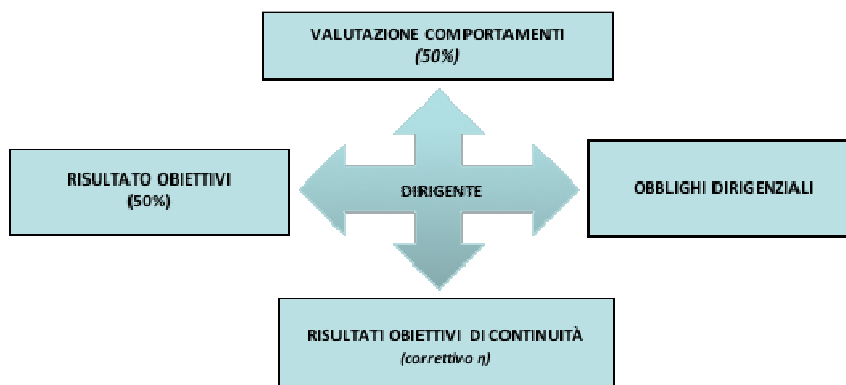 VALUTAZIONE COMPORTAMENTI
(50%)
RISULTATO OBIETTIVI
(50%)
DIRIGENTE
OBBLIGHI DIRIGENZIALI
RISULTATI OBIETTIVI DI CONTINUITÀ
(correttivo η)